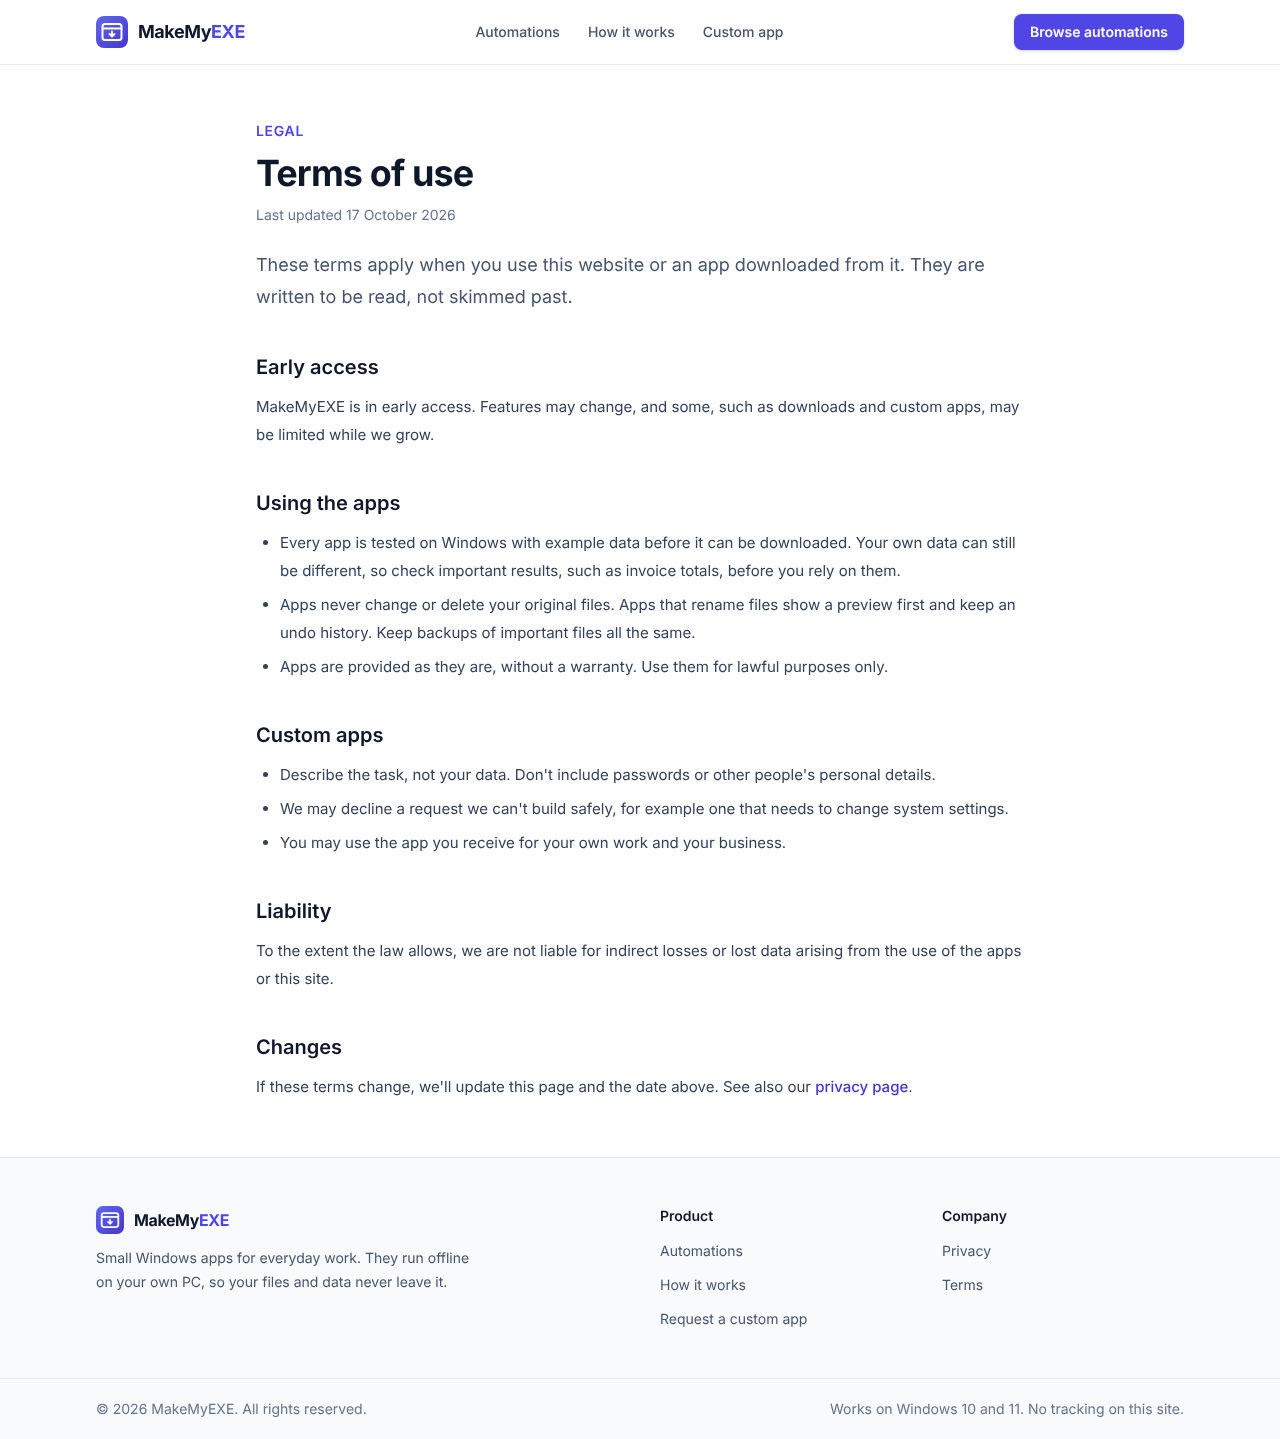 MakeMyEXE
Automations
How it works
Custom app
Browse automations
LEGAL
Terms of use
Last updated 17 October 2026
These terms apply when you use this website or an app downloaded from it. They are
written to be read, not skimmed past.
Early access
MakeMyEXE is in early access. Features may change, and some, such as downloads and custom apps, may
be limited while we grow.
Using the apps
• Every app is tested on Windows with example data before it can be downloaded. Your own data can still
be different, so check important results, such as invoice totals, before you rely on them.
• Apps never change or delete your original files. Apps that rename files show a preview first and keep an
undo history. Keep backups of important files all the same.
• Apps are provided as they are, without a warranty. Use them for lawful purposes only.
Custom apps
• Describe the task, not your data. Don't include passwords or other people's personal details.
• We may decline a request we can't build safely, for example one that needs to change system settings.
• You may use the app you receive for your own work and your business.
Liability
To the extent the law allows, we are not liable for indirect losses or lost data arising from the use of the apps
or this site.
Changes
If these terms change, we'll update this page and the date above. See also our privacy page.
MakeMyEXE
Small Windows apps for everyday work. They run offline
on your own PC, so your files and data never leave it.
Product
Automations
How it works
Request a custom app
Company
Privacy
Terms
© 2026 MakeMyEXE. All rights reserved.
Works on Windows 10 and 11. No tracking on this site.